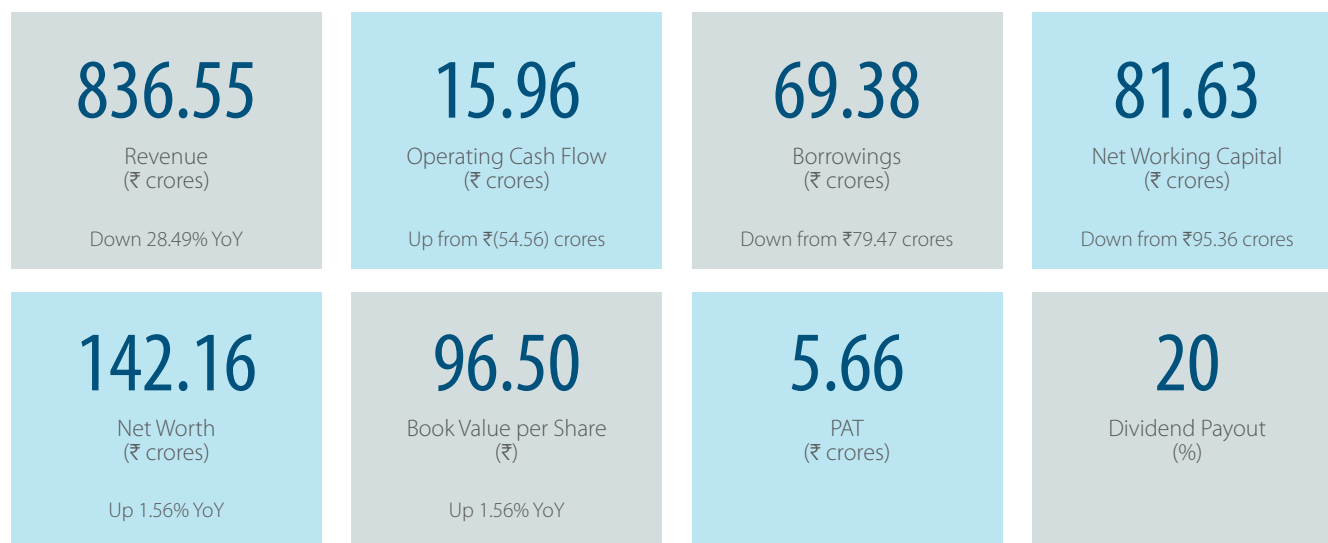 836.55
Revenue
(₹ crores)
Down 28.49% YoY
15.96
Operating Cash Flow
(₹ crores)
Up from ₹(54.56) crores
69.38
Borrowings
(₹ crores)
Down from ₹79.47 crores
81.63
Net Working Capital
(₹ crores)
Down from ₹95.36 crores
142.16
Net Worth
(₹ crores)
Up 1.56% YoY
96.50
Book Value per Share
(₹)
Up 1.56% YoY
5.66
PAT
(₹ crores)
20
Dividend Payout
(%)